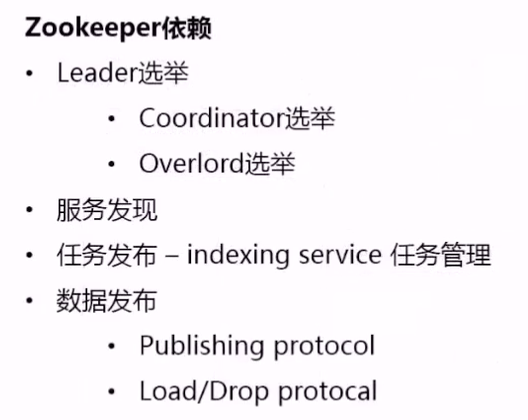 Zookeeper依赖
• Leader选举
• Coordinator选举
• Overlord选举
• 服务发现
• 任务发布 – indexing service 任务管理
• 数据发布
• Publishing protocol
• Load/Drop protocal